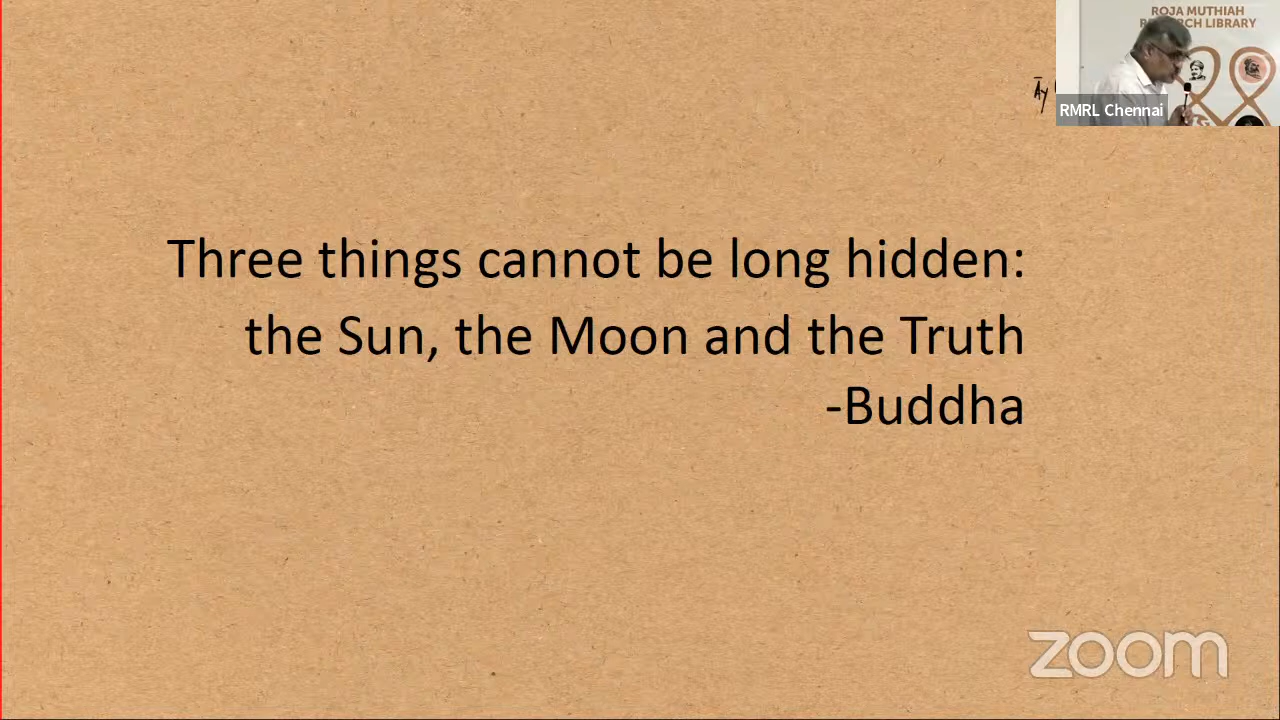 ROJA MUTHIAH
RESEARCH LIBRARY
Āy
RMRL Chennai
Three things cannot be long hidden:
the Sun, the Moon and the Truth
-Buddha
zoom